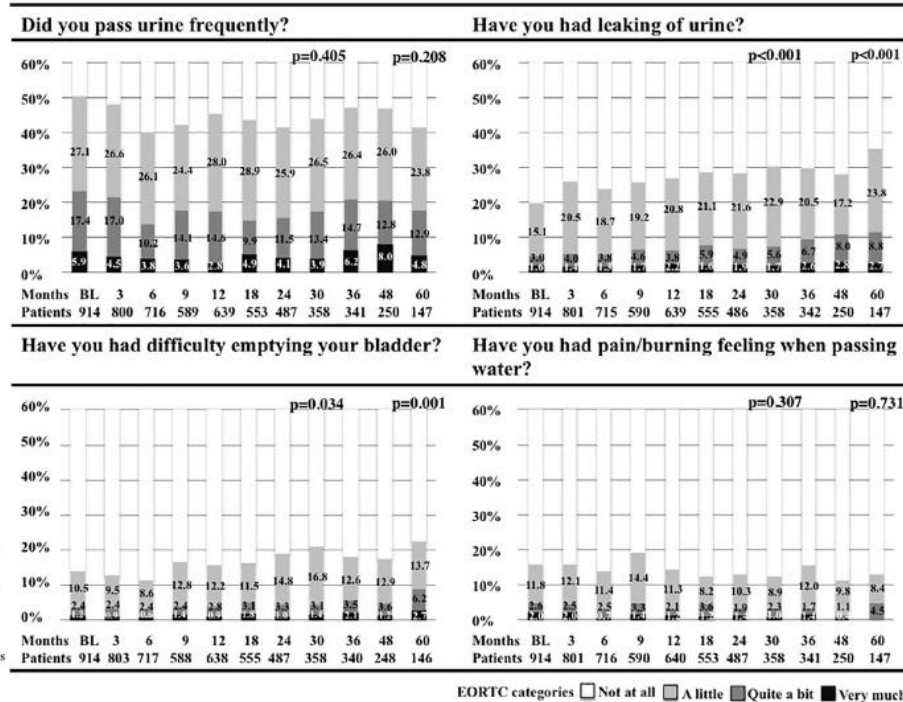 Did you pass urine frequently?
p=0.405 p=0.208
60%
50%
40%
30%
20%
10%
0%
27.1 26.6 26.1 24.4 28.0 28.9 25.9 26.5 26.4 26.0 23.8
17.4 17.0 10.2 14.1 14.6 9.9 11.5 13.4 14.7 12.8 12.9
5.9 4.5 3.8 3.6 2.8 4.9 4.1 3.9 6.2 8.0 4.8
Months BL 3 6 9 12 18 24 30 36 48 60
Patients 914 800 716 589 639 553 487 358 341 250 147
Have you had leaking of urine?
p<0.001 p<0.001
60%
50%
40%
30%
20%
10%
0%
15.1 20.5 18.7 19.2 20.8 21.1 21.6 22.9 20.5 17.2 23.8
3.0 4.0 3.8 4.6 3.8 5.9 4.9 5.6 6.7 8.0 8.8
Months BL 3 6 9 12 18 24 30 36 48 60
Patients 914 801 715 590 639 555 486 358 342 250 147
Have you had difficulty emptying your bladder?
p=0.034 p=0.001
60%
50%
40%
30%
20%
10%
0%
10.5 9.5 8.6 12.8 12.2 11.5 14.8 16.8 12.6 12.9 13.7
2.4 2.4 2.4 2.4 2.8 3.1 3.3 3.1 3.5 3.6 6.2
Months BL 3 6 9 12 18 24 30 36 48 60
Patients 914 803 717 588 638 555 487 358 340 248 146
Have you had pain/burning feeling when passing
water?
p=0.307 p=0.731
60%
50%
40%
30%
20%
10%
0%
11.8 12.1 11.4 14.4 11.3 8.2 10.3 8.9 12.0 9.8 8.4
2.6 2.5 2.5 3.3 2.1 3.6 1.9 2.3 1.7 1.1 4.5
Months BL 3 6 9 12 18 24 30 36 48 60
Patients 914 801 716 590 640 553 487 358 341 250 147
EORTC categories Not at all A little Quite a bit Very much